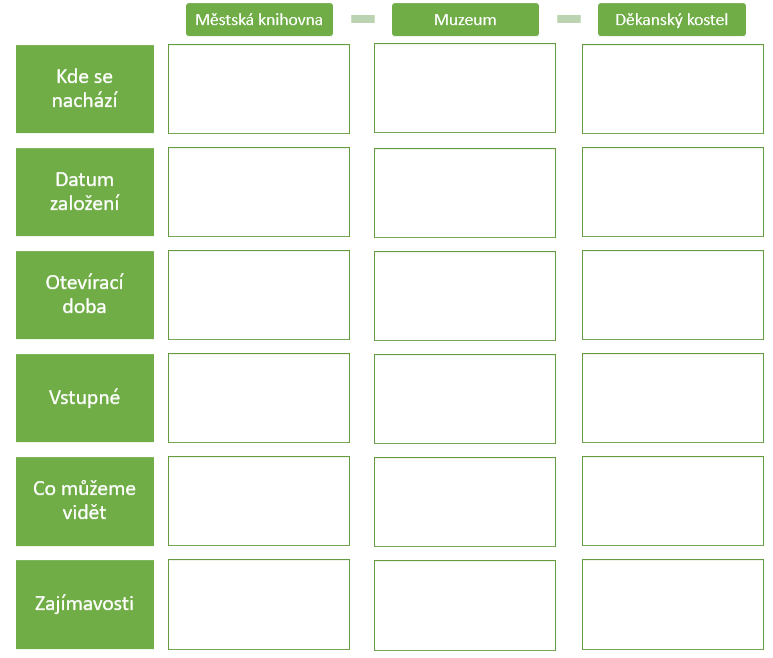 Městská knihovna
Muzeum
Děkanský kostel
Kde se
nachází
Datum
založení
Otevírací
doba
Vstupné
Co můžeme
vidět
Zajímavosti